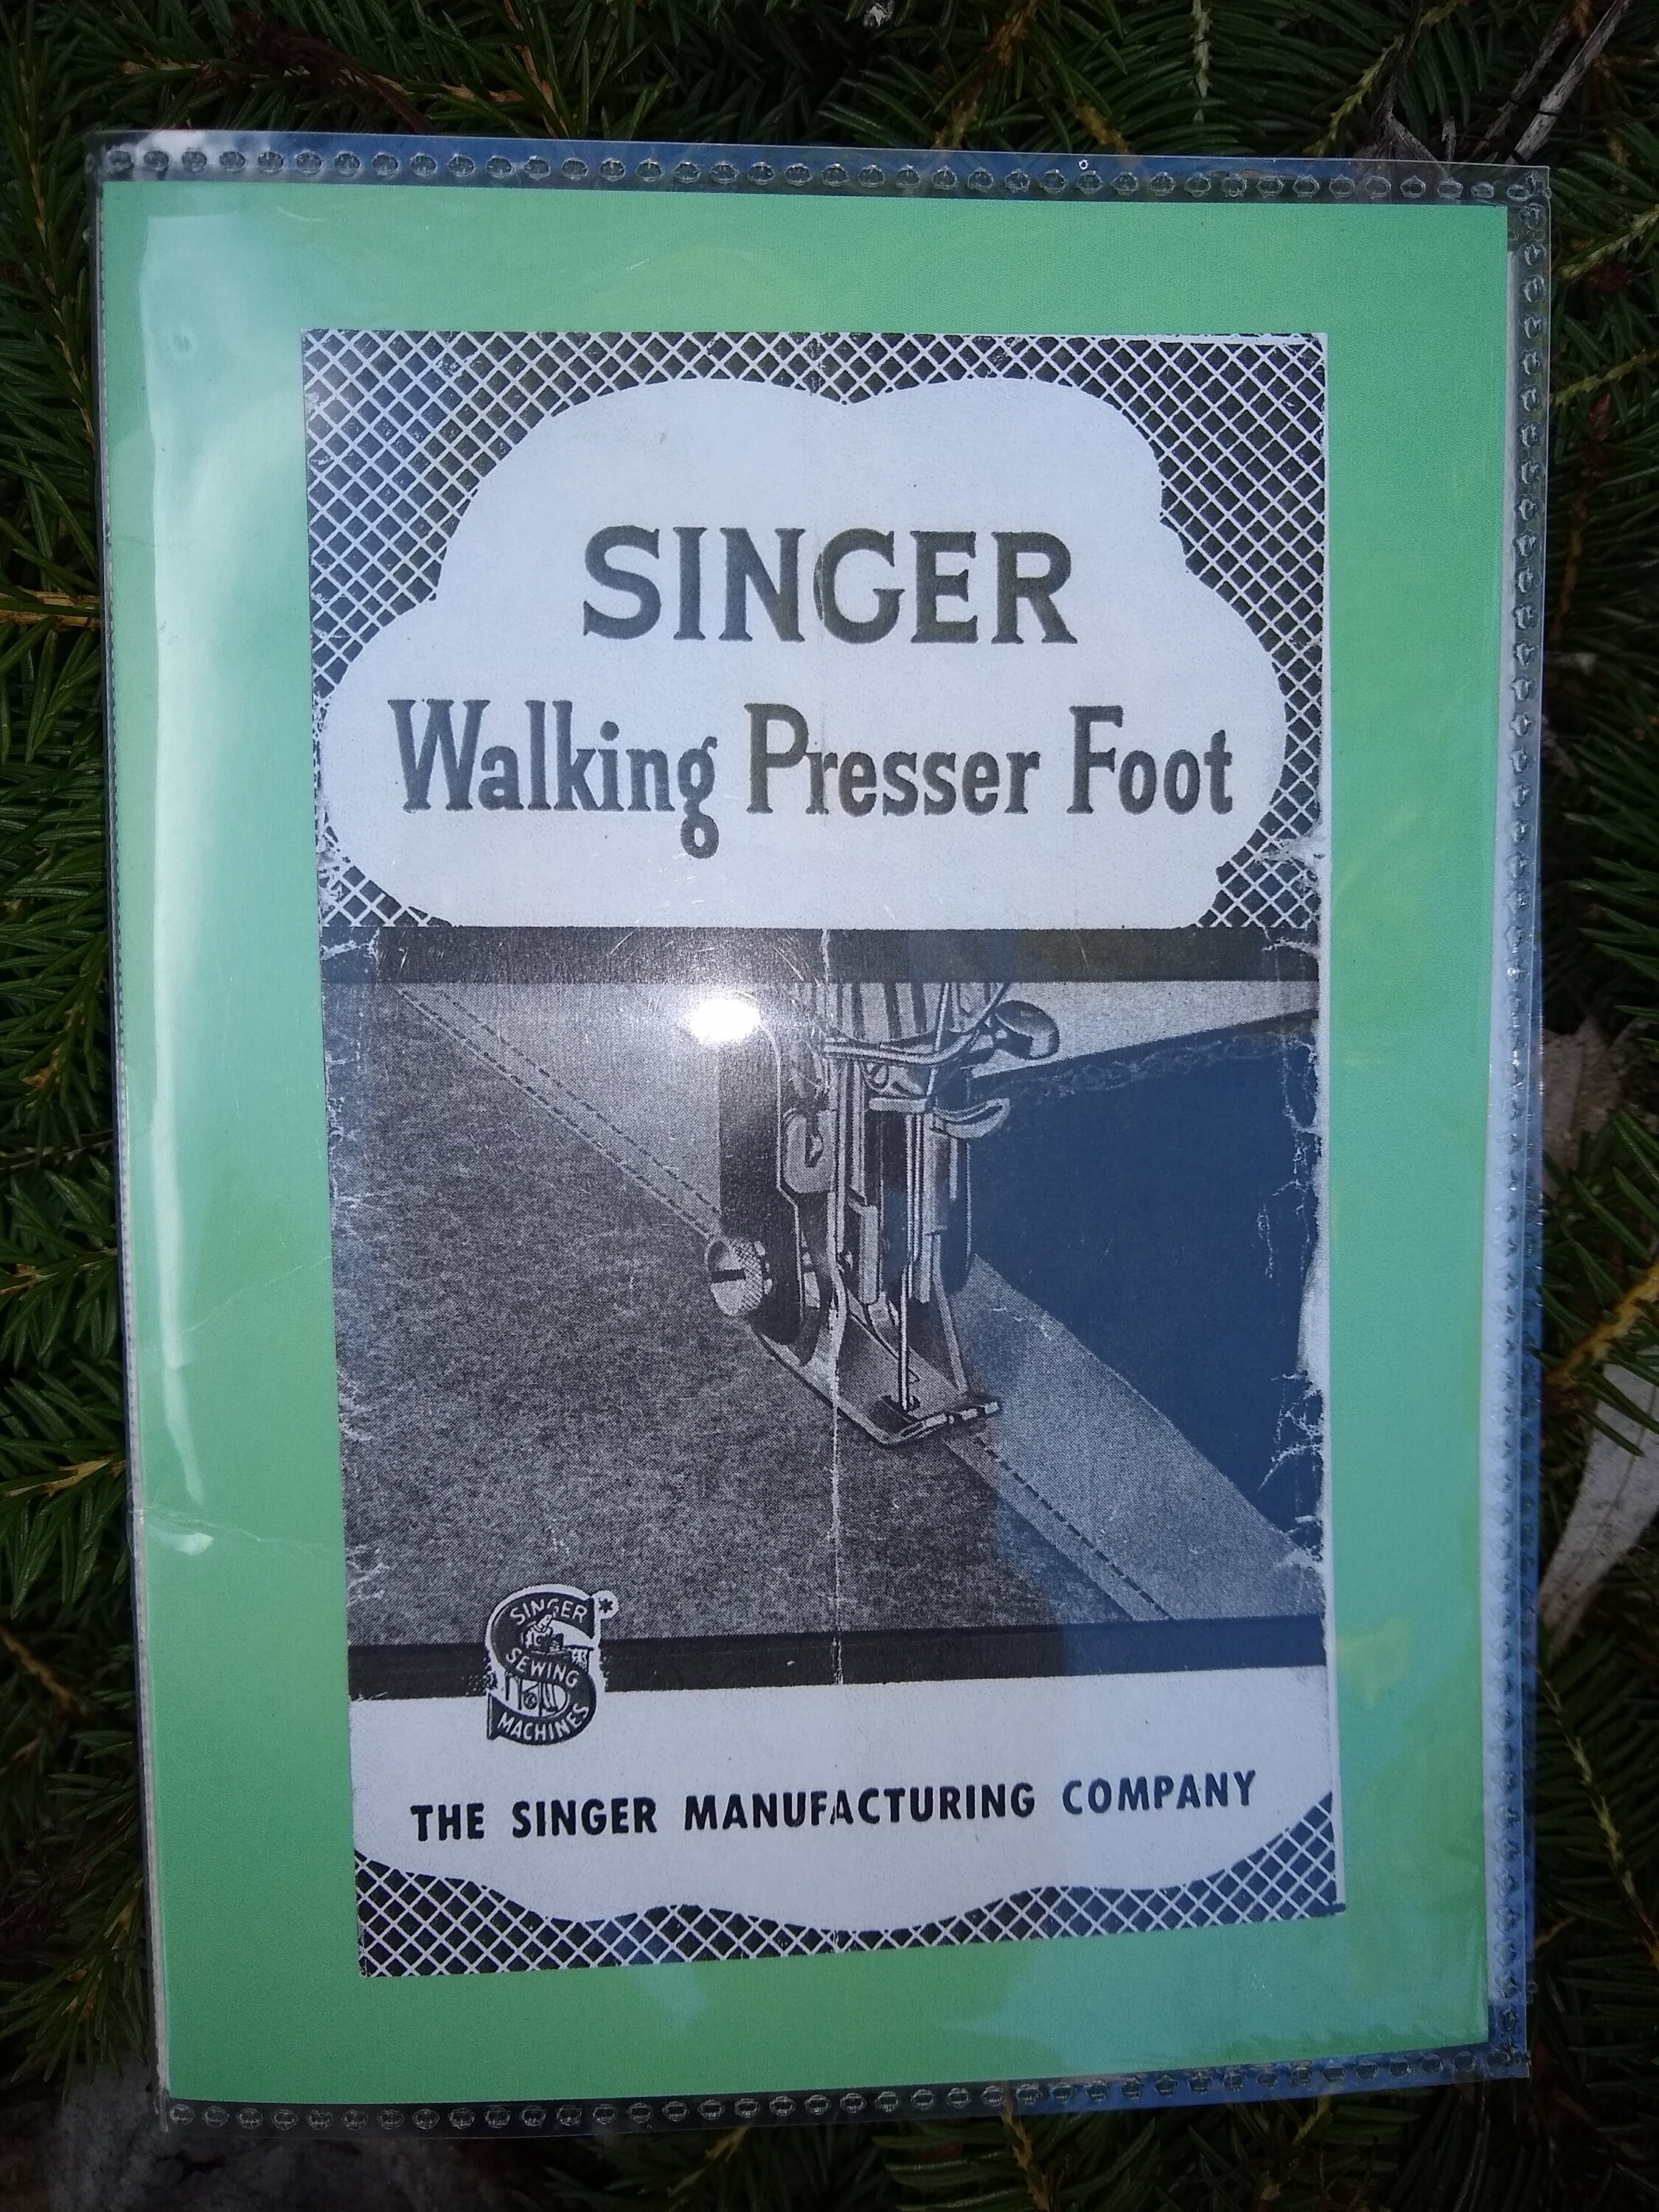 SINGER
Walking Presser Foot
SINGER
SEWING
MACHINES
THE SINGER MANUFACTURING COMPANY